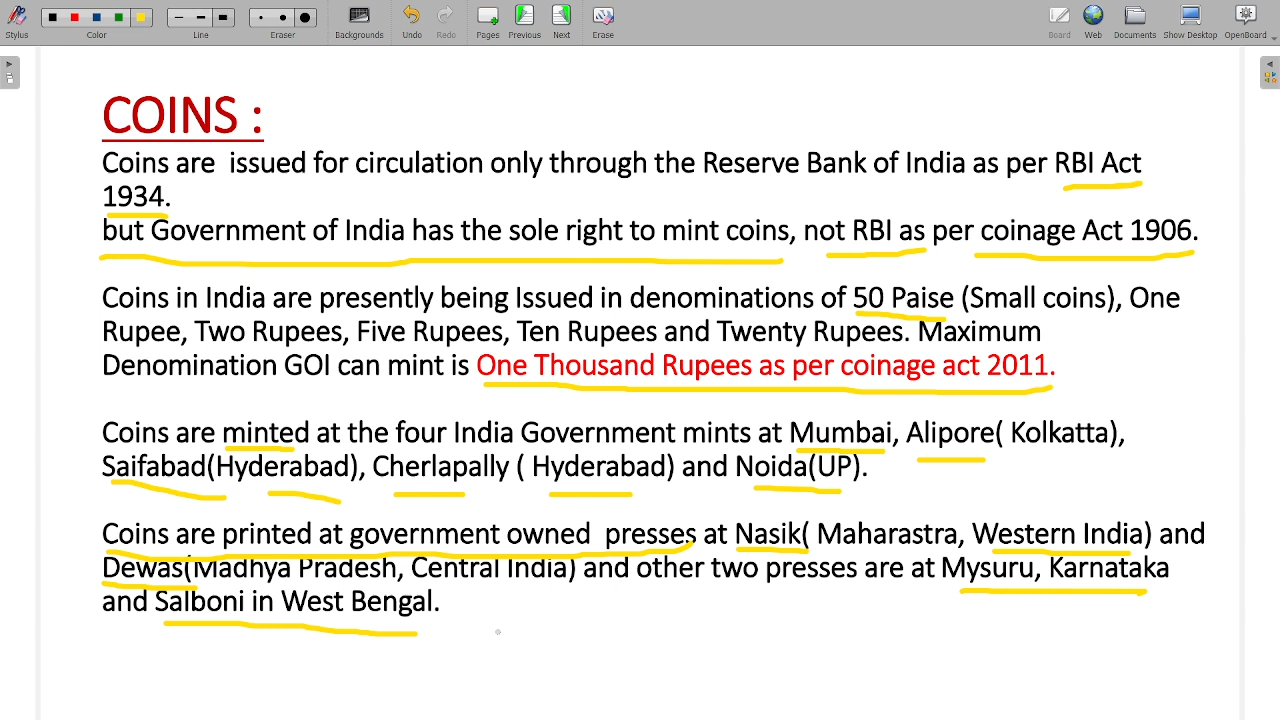 Stylus Color Line Eraser Backgrounds Undo Redo Pages Previous Next Erase Board Web Documents Show Desktop OpenBoard
COINS :
Coins are issued for circulation only through the Reserve Bank of India as per RBI Act
1934.
but Government of India has the sole right to mint coins, not RBI as per coinage Act 1906.
Coins in India are presently being Issued in denominations of 50 Paise (Small coins), One
Rupee, Two Rupees, Five Rupees, Ten Rupees and Twenty Rupees. Maximum
Denomination GOI can mint is One Thousand Rupees as per coinage act 2011.
Coins are minted at the four India Government mints at Mumbai, Alipore( Kolkatta),
Saifabad(Hyderabad), Cherlapally ( Hyderabad) and Noida(UP).
Coins are printed at government owned presses at Nasik( Maharastra, Western India) and
Dewas(Madhya Pradesh, Central India) and other two presses are at Mysuru, Karnataka
and Salboni in West Bengal.